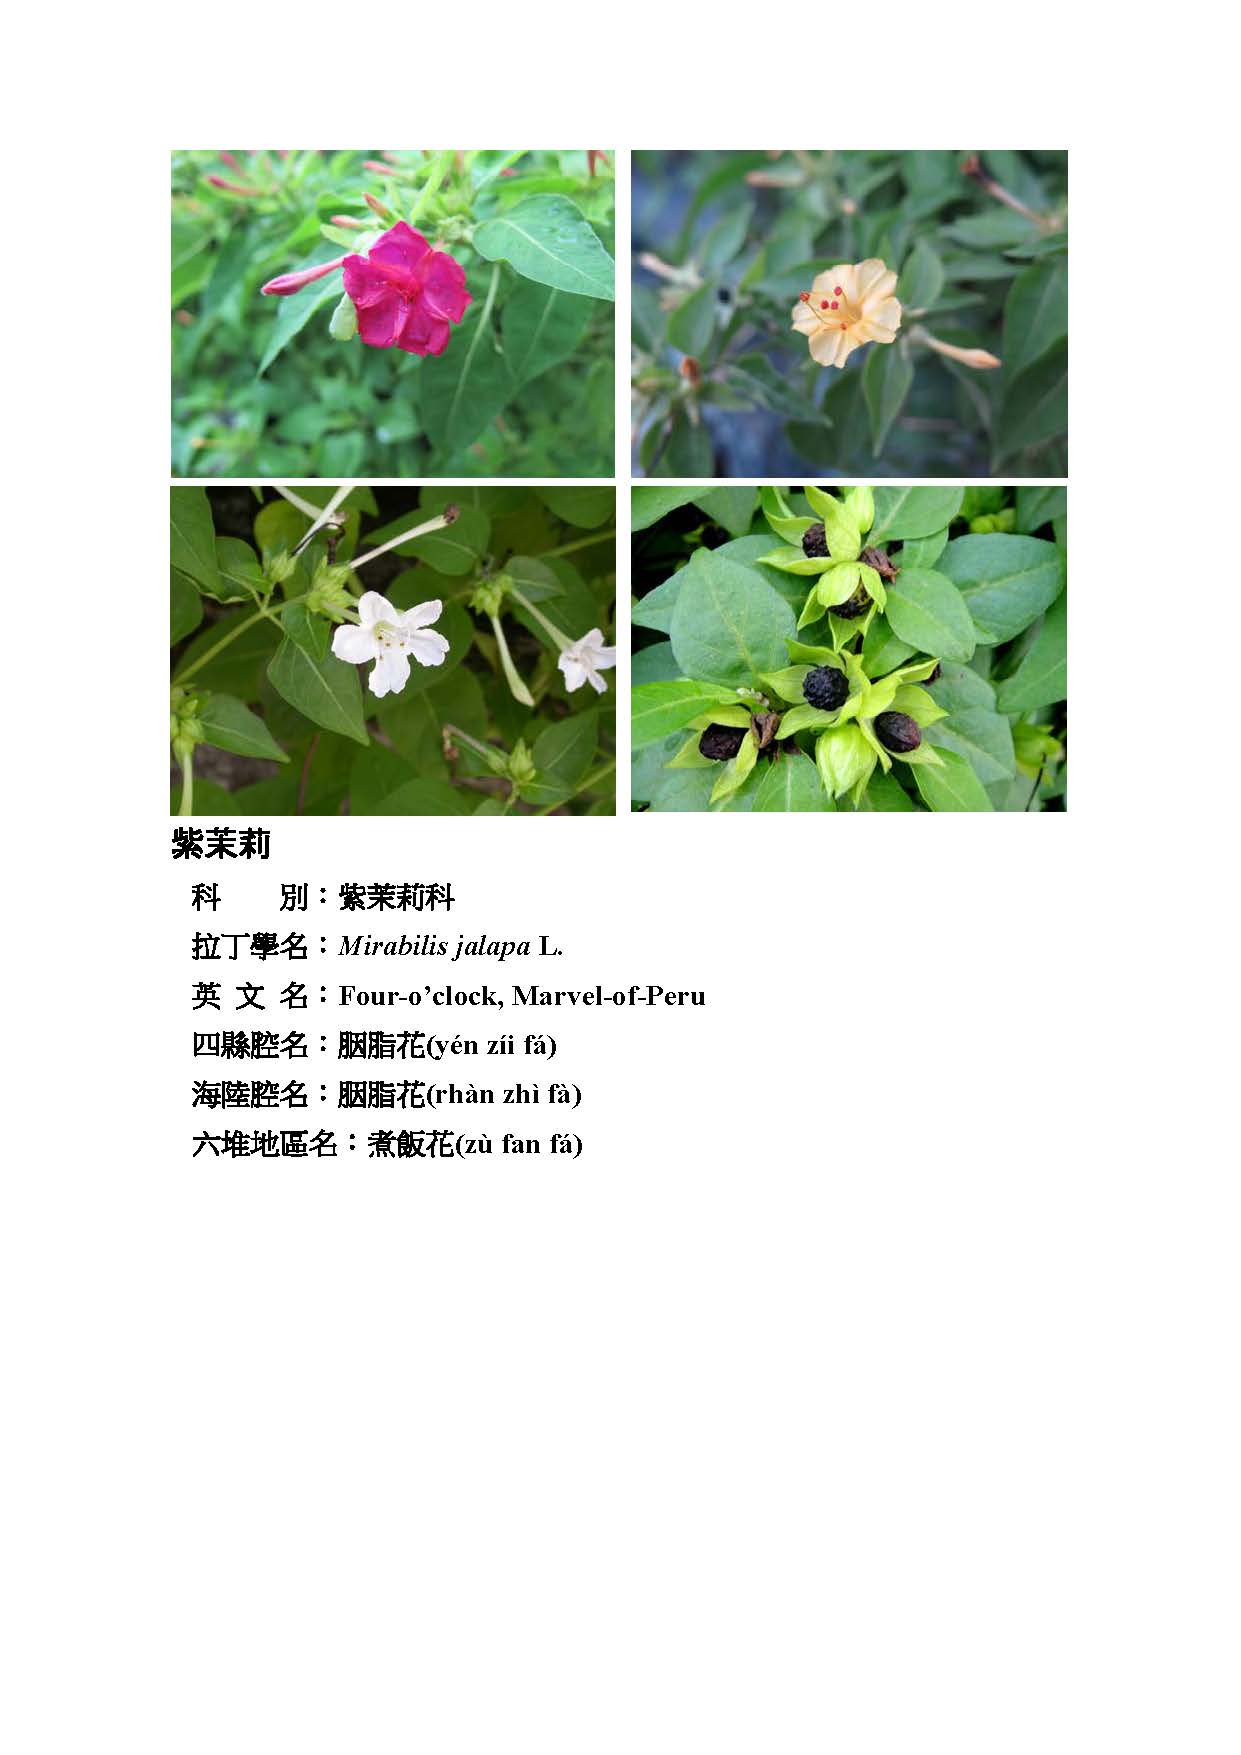 紫茉莉
科　　別：紫茉莉科
拉丁學名：Mirabilis jalapa L.
英 文 名：Four-o’clock, Marvel-of-Peru
四縣腔名：胭脂花(yén zíi fá)
海陸腔名：胭脂花(rhàn zhì fà)
六堆地區名：煮飯花(zù fan fá)